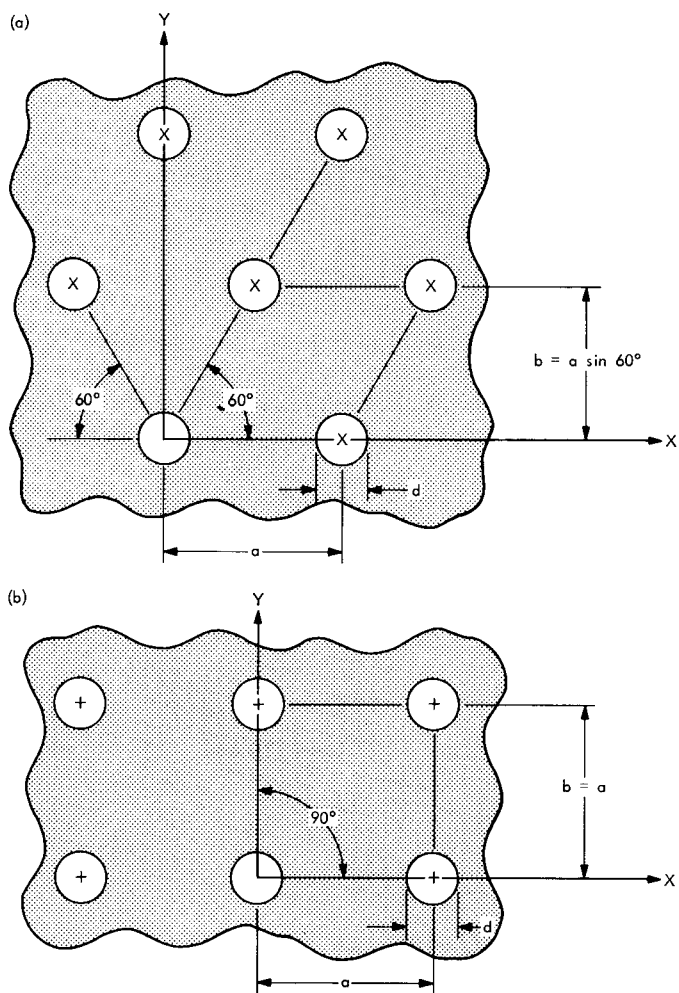 (a)
Y
X X
X X X
60° 60°
b = a sin 60°
X X
d
a
(b)
Y
+ + +
90°
b = a
+ + X
d
a